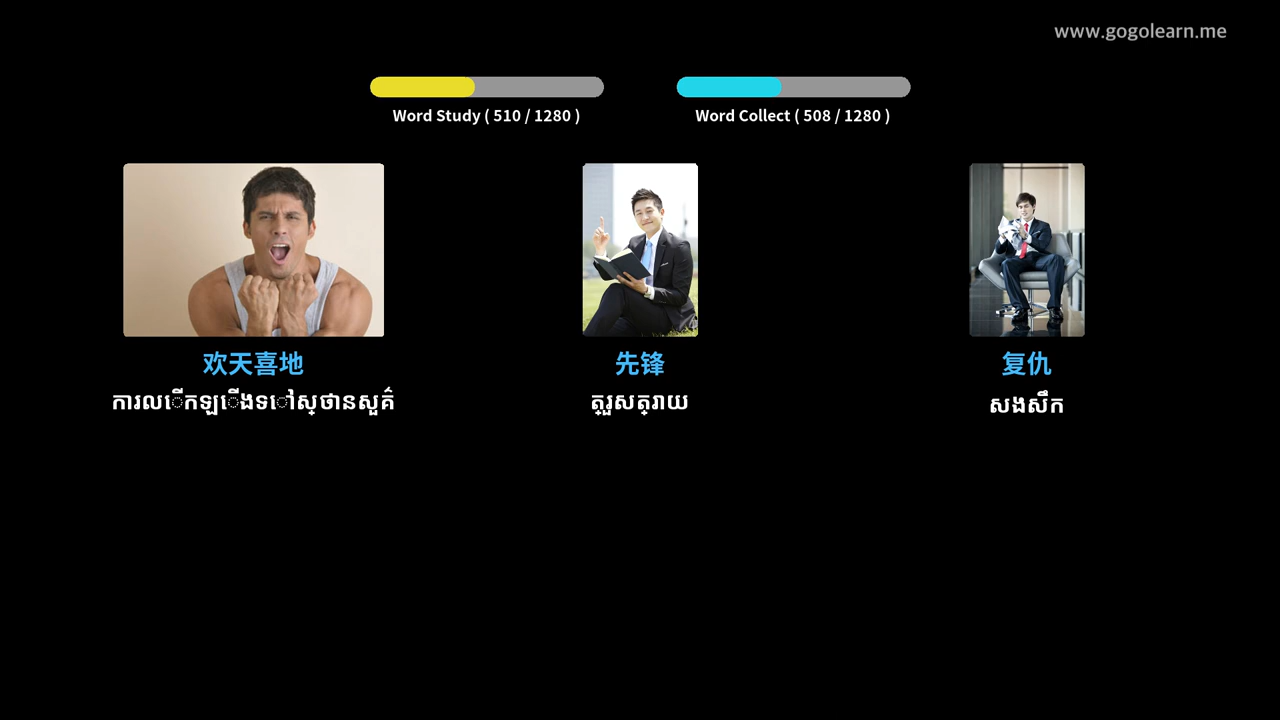 www.gogolearn.me
Word Study ( 510 / 1280 )
Word Collect ( 508 / 1280 )
欢天喜地
先锋
复仇
ការលើកឡើងទៅស្ថានសួគ៌
ត្រួសត្រាយ
សងសឹក